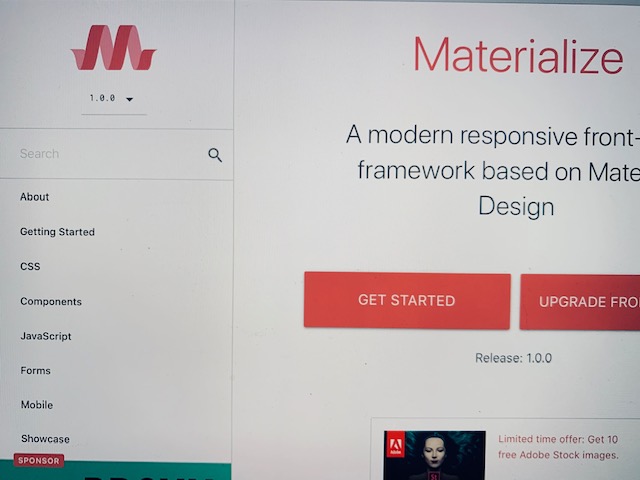 1.0.0
Search
About
Getting Started
CSS
Components
JavaScript
Forms
Mobile
Showcase
SPONSOR
Materialize
A modern responsive front-
framework based on Mate
Design
GET STARTED
UPGRADE FRO
Release: 1.0.0
Adobe
Limited time offer: Get 10
free Adobe Stock images.